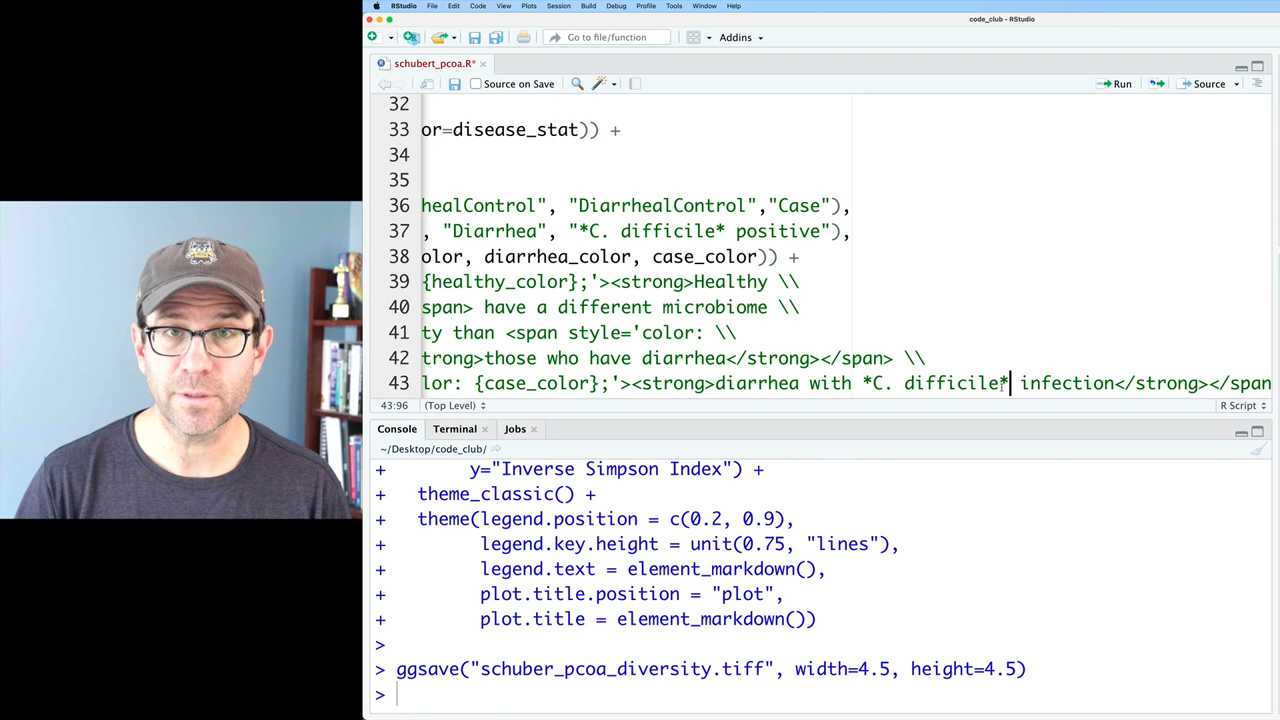 RStudio File Edit Code View Plots Session Build Debug Profile Tools Window Help
code_club - RStudio
Go to file/function
Addins
schubert_pcoa.R*
Source on Save
Run
Source
32
33 or=disease_stat)) +
34
35
36 healControl", "DiarrhealControl","Case"),
37 , "Diarrhea", "*C. difficile* positive"),
38 olor, diarrhea_color, case_color)) +
39 {healthy_color};'><strong>Healthy \\
40 span> have a different microbiome \\
41 ty than <span style='color: \\
42 trong>those who have diarrhea</strong></span> \\
43 lor: {case_color};'><strong>diarrhea with *C. difficile* infection</strong></span
43:96 (Top Level) R Script
Console Terminal Jobs
~/Desktop/code_club/
+ y="Inverse Simpson Index") +
+ theme_classic() +
+ theme(legend.position = c(0.2, 0.9),
+ legend.key.height = unit(0.75, "lines"),
+ legend.text = element_markdown(),
+ plot.title.position = "plot",
+ plot.title = element_markdown())
>
> ggsave("schuber_pcoa_diversity.tiff", width=4.5, height=4.5)
>